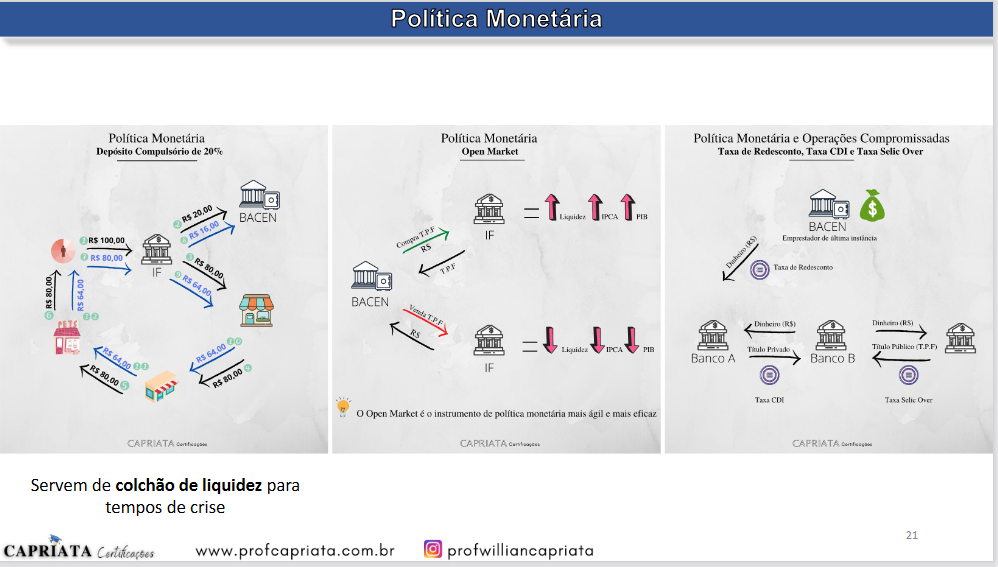 Política Monetária
Política Monetária
Depósito Compulsório de 20%
R$ 20,00
R$ 16,00
BACEN
R$ 100,00
R$ 80,00
IF
R$ 80,00
R$ 64,00
R$ 80,00
R$ 64,00
PETS
R$ 64,00
R$ 80,00
R$ 64,00
R$ 80,00
CAPRIATA Certificações
Política Monetária
Open Market
IF
Liquidez
IPCA
PIB
Compra T.P.F
R$
T.P.F
BACEN
Venda T.P.F
R$
IF
Liquidez
IPCA
PIB
O Open Market é o instrumento de política monetária mais ágil e mais eficaz
CAPRIATA Certificações
Política Monetária e Operações Compromissadas
Taxa de Redesconto, Taxa CDI e Taxa Selic Over
BACEN
Emprestador de última instância
Dinheiro (R$)
Taxa de Redesconto
Dinheiro (R$)
Dinheiro (R$)
Título Privado
Título Público (T.P.F)
Banco A
Banco B
Taxa CDI
Taxa Selic Over
CAPRIATA Certificações
Servem de colchão de liquidez para
tempos de crise
21
CAPRIATA Certificações
www.profcapriata.com.br
profwilliancapriata